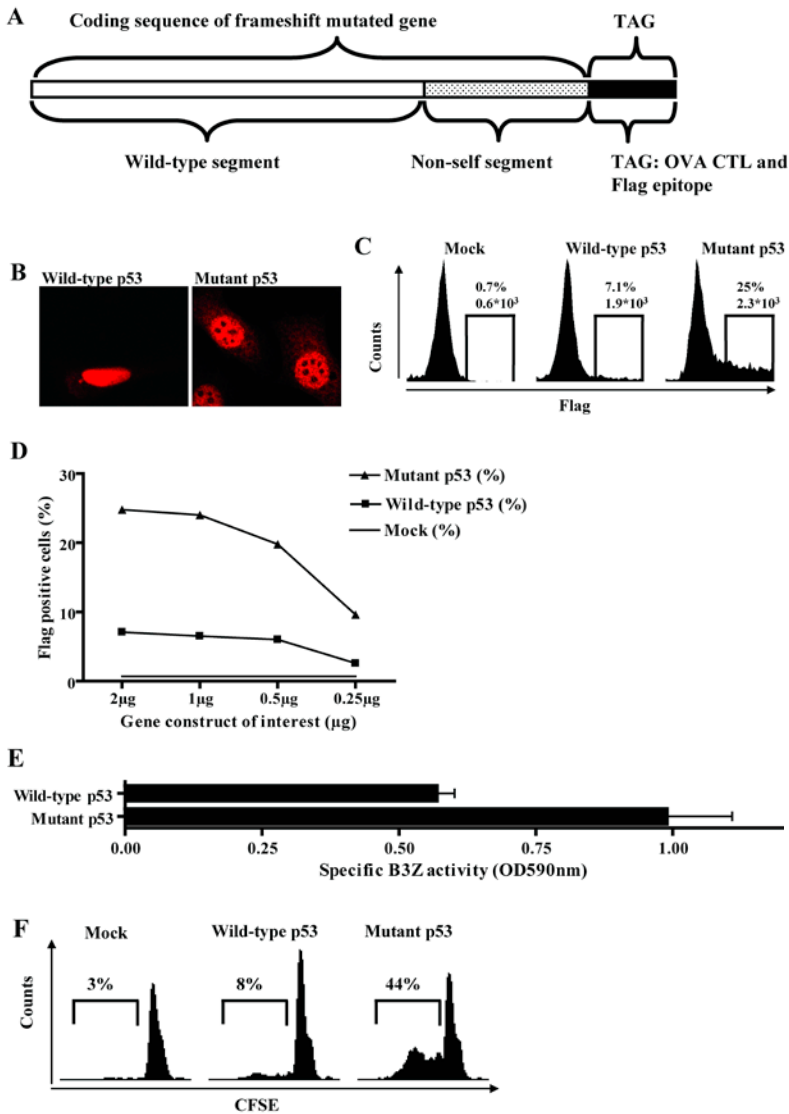 A
Coding sequence of frameshift mutated gene
TAG
Wild-type segment
Non-self segment
TAG: OVA CTL and
Flag epitope
B
Wild-type p53
Mutant p53
C
Mock
Wild-type p53
Mutant p53
0.7%
0.6*10³
7.1%
1.9*10³
25%
2.3*10³
Counts
Flag
D
Flag positive cells (%)
30
20
10
0
2μg
1μg
0.5μg
0.25μg
Gene construct of interest (μg)
Mutant p53 (%)
Wild-type p53 (%)
Mock (%)
E
Wild-type p53
Mutant p53
0.00
0.25
0.50
0.75
1.00
Specific B3Z activity (OD590nm)
F
Mock
Wild-type p53
Mutant p53
3%
8%
44%
Counts
CFSE